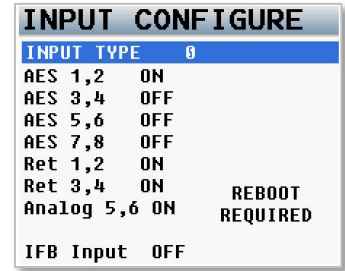 INPUT CONFIGURE
INPUT TYPE 0
AES 1,2 ON
AES 3,4 OFF
AES 5,6 OFF
AES 7,8 OFF
Ret 1,2 ON
Ret 3,4 ON
REBOOT
Analog 5,6 ON
REQUIRED
IFB Input OFF